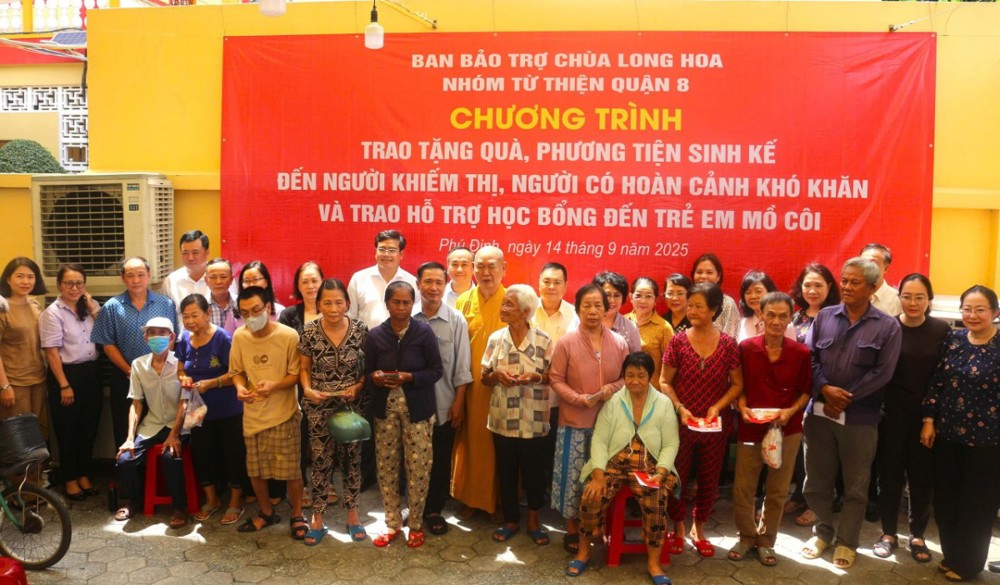 BAN BẢO TRỢ CHÙA LONG HOA
NHÓM TỪ THIỆN QUẬN 8
CHƯƠNG TRÌNH
TRAO TẶNG QUÀ, PHƯƠNG TIỆN SINH KẾ
ĐẾN NGƯỜI KHIẾM THỊ, NGƯỜI CÓ HOÀN CẢNH KHÓ KHĂN
VÀ TRAO HỖ TRỢ HỌC BỔNG ĐẾN TRẺ EM MỒ CÔI
Phú Định, ngày 14 tháng 9 năm 2025